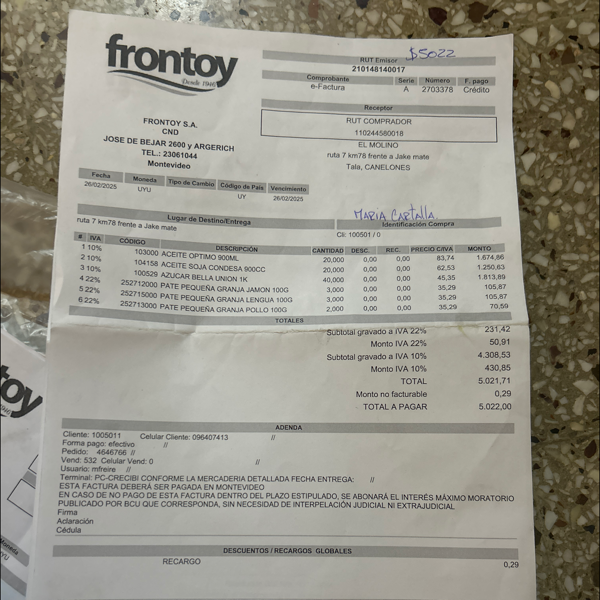 $5022
frontoy
Desde 1946
RUT Emisor
210148140017
Comprobante Serie Número F. pago
e-Factura A 2703378 Crédito
Receptor
RUT COMPRADOR
110244580018
EL MOLINO
ruta 7 km78 frente a Jake mate
Tala, CANELONES
FRONTOY S.A.
CND
JOSE DE BEJAR 2600 y ARGERICH
TEL.: 23061044
Montevideo
Fecha Moneda Tipo de Cambio Código de País Vencimiento
26/02/2025 UYU UY 26/02/2025
MARIA
Lugar de Destino/Entrega Identificación Compra
ruta 7 km78 frente a Jake mate Cli: 100501 / 0
# IVA CÓDIGO DESCRIPCIÓN CANTIDAD DESC. REC. PRECIO C/IVA MONTO
1 10% 103000 ACEITE OPTIMO 900ML 20,000 0,00 0,00 83,74 1.674,86
2 10% 104158 ACEITE SOJA CONDESA 900CC 20,000 0,00 0,00 62,53 1.250,63
3 10% 100529 AZUCAR BELLA UNION 1K 40,000 0,00 0,00 45,35 1.813,89
4 22% 252712000 PATE PEQUEÑA GRANJA JAMON 100G 3,000 0,00 0,00 35,29 105,87
5 22% 252715000 PATE PEQUEÑA GRANJA LENGUA 100G 3,000 0,00 0,00 35,29 105,87
6 22% 252713000 PATE PEQUEÑA GRANJA POLLO 100G 2,000 0,00 0,00 35,29 70,59
TOTALES
Subtotal gravado a IVA 22% 231,42
Monto IVA 22% 50,91
Subtotal gravado a IVA 10% 4.308,53
Monto IVA 10% 430,85
TOTAL 5.021,71
Monto no facturable 0,29
TOTAL A PAGAR 5.022,00
ADENDA
Cliente: 1005011 Celular Cliente: 096407413 //
Forma pago: efectivo //
Pedido: 4646766 //
Vend: 532 Celular Vend: 0 //
Usuario: mfreire //
Terminal: PC-CRECIBI CONFORME LA MERCADERIA DETALLADA FECHA ENTREGA: //
ESTA FACTURA DEBERÁ SER PAGADA EN MONTEVIDEO
EN CASO DE NO PAGO DE ESTA FACTURA DENTRO DEL PLAZO ESTIPULADO, SE ABONARÁ EL INTERÉS MÁXIMO MORATORIO
PUBLICADO POR BCU QUE CORRESPONDA, SIN NECESIDAD DE INTERPELACIÓN JUDICIAL NI EXTRAJUDICIAL
Firma
Aclaración
Cédula
DESCUENTOS / RECARGOS GLOBALES
RECARGO 0,29
toy
1946
Moneda